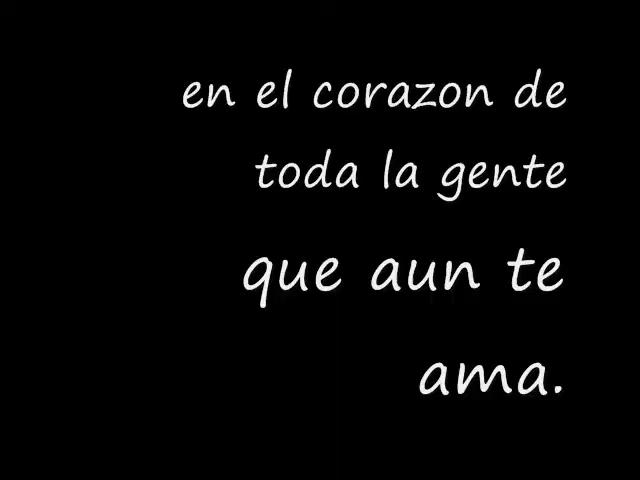 en el corazon de
toda la gente
que aun te
ama.